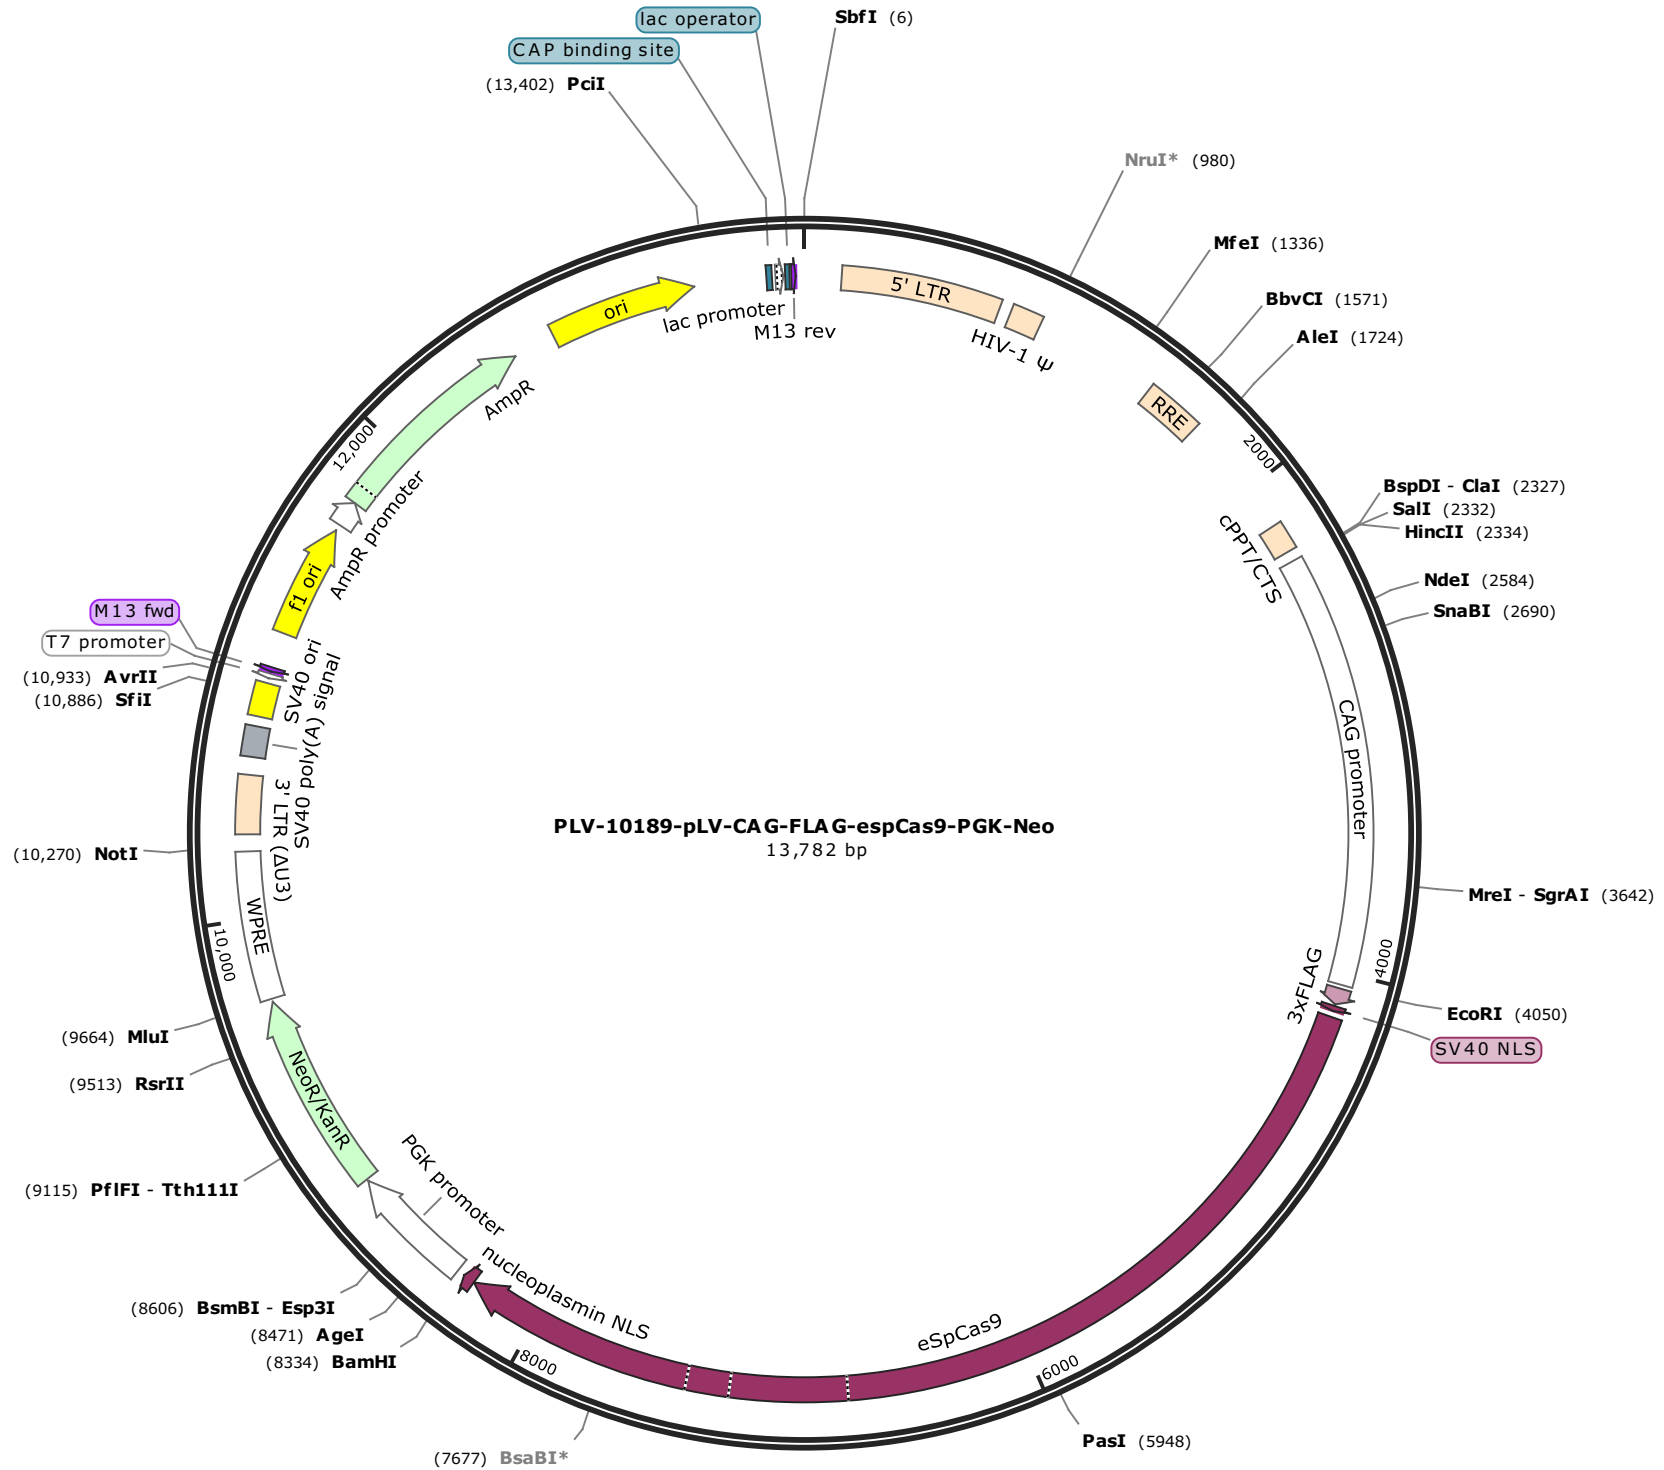 lac operator
SbfI (6)
CAP binding site
(13,402) PciI
NruI* (980)
MfeI (1336)
BbvCI (1571)
AleI (1724)
2000
BspDI - ClaI (2327)
SalI (2332)
HincII (2334)
NdeI (2584)
SnaBI (2690)
MreI - SgrAI (3642)
4000
EcoRI (4050)
SV40 NLS
PasI (5948)
6000
(7677) BsaBI*
8000
(8334) BamHI
(8471) AgeI
(8606) BsmBI - Esp3I
(9115) PflFI - Tth111I
(9513) RsrII
(9664) MluI
10,000
(10,270) NotI
(10,886) SfiI
(10,933) AvrII
T7 promoter
M13 fwd
12,000
5' LTR
HIV-1 Ψ
RRE
cPPT/CTS
CAG promoter
3xFLAG
eSpCas9
nucleoplasmin NLS
PGK promoter
NeoR/KanR
WPRE
3' LTR (ΔU3)
SV40 poly(A) signal
SV40 ori
f1 ori
AmpR promoter
AmpR
ori
lac promoter
M13 rev
PLV-10189-pLV-CAG-FLAG-espCas9-PGK-Neo
13,782 bp